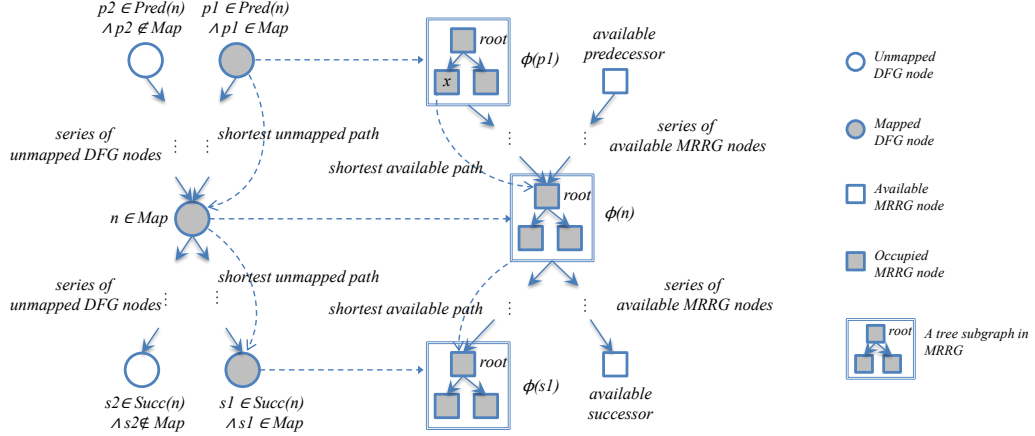 p2 ∈ Pred(n)
∧ p2 ∉ Map
p1 ∈ Pred(n)
∧ p1 ∈ Map
root
x
ϕ(p1)
available
predecessor
series of
unmapped DFG nodes
shortest unmapped path
shortest available path
series of
available MRRG nodes
n ∈ Map
root
ϕ(n)
series of
unmapped DFG nodes
shortest unmapped path
shortest available path
series of
available MRRG nodes
root
ϕ(s1)
s2 ∈ Succ(n)
∧ s2 ∉ Map
s1 ∈ Succ(n)
∧ s1 ∈ Map
available
successor
Unmapped
DFG node
Mapped
DFG node
Available
MRRG node
Occupied
MRRG node
root
A tree subgraph in
MRRG